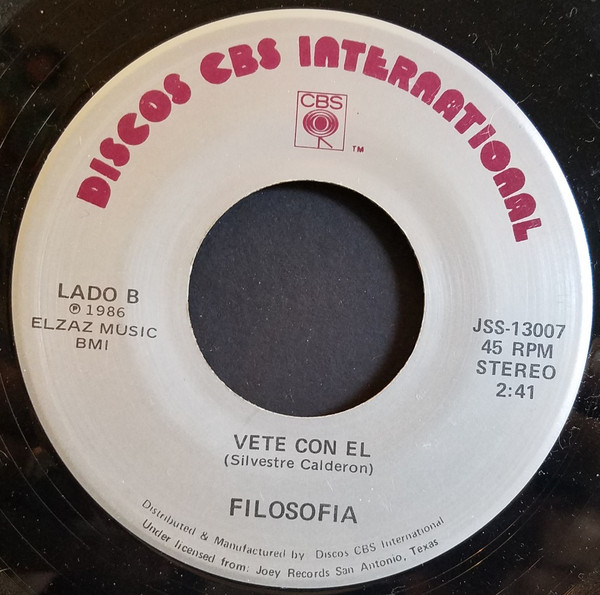 DISCOS CBS INTERNATIONAL
CBS
TM
LADO B
℗ 1986
ELZAZ MUSIC
BMI
JSS-13007
45 RPM
STEREO
2:41
VETE CON EL
(Silvestre Calderon)
FILOSOFIA
Distributed & Manufactured by Discos CBS International
Under licensed from: Joey Records San Antonio, Texas